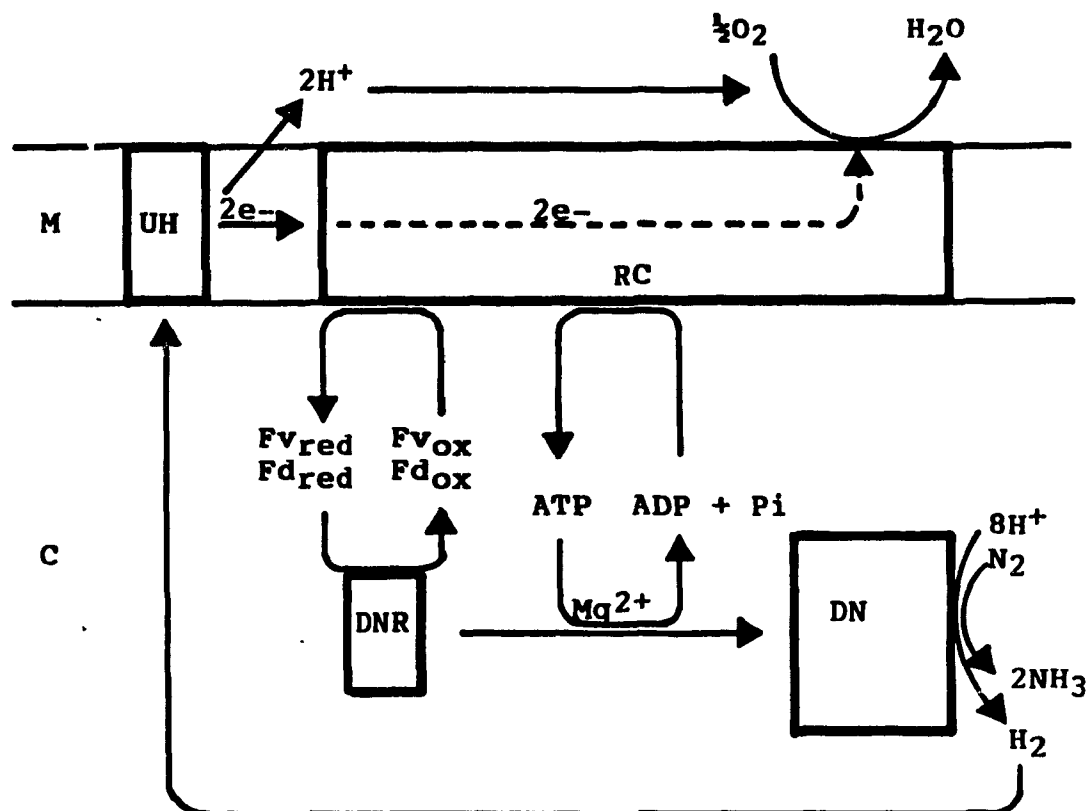 ½O2 H2O
2H+
M UH 2e- 2e-
RC
Fvred Fvox
Fdred Fdox
ATP ADP + Pi
8H+
N2
C
Mq2+
DNR DN
2NH3
H2